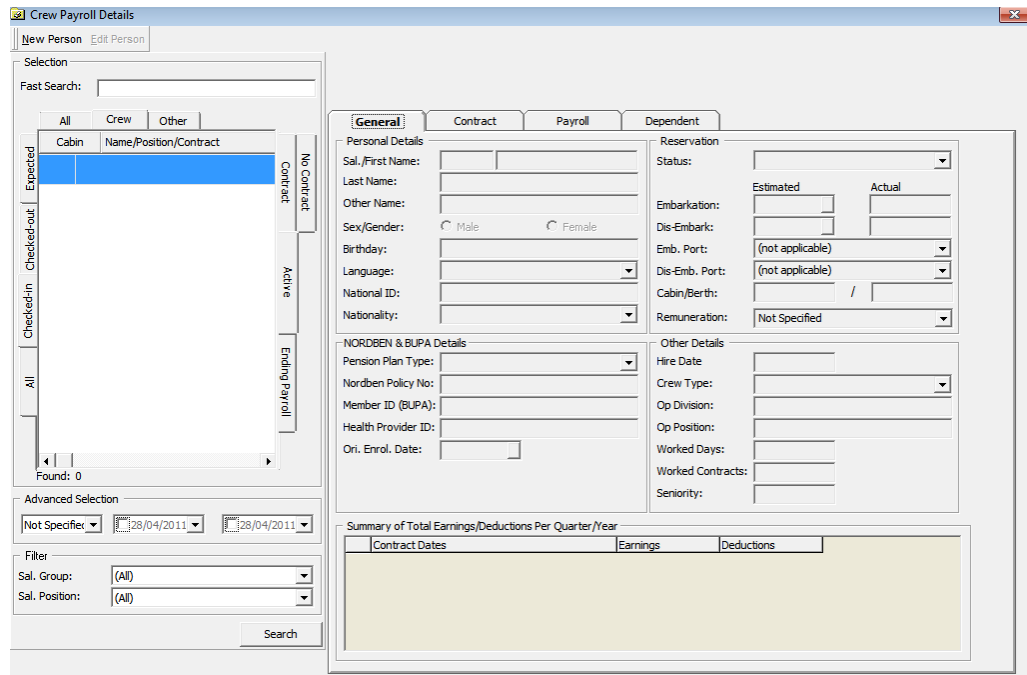 Crew Payroll Details
New Person Edit Person
Selection
Fast Search:
All Crew Other
Cabin Name/Position/Contract
Expected
Checked-out
Checked-in
All
Contract
No Contract
Active
Ending Payroll
Found: 0
Advanced Selection
Not Specified 28/04/2011 28/04/2011
Filter
Sal. Group: (All)
Sal. Position: (All)
Search
General Contract Payroll Dependent
Personal Details
Sal./First Name:
Last Name:
Other Name:
Sex/Gender: Male Female
Birthday:
Language:
National ID:
Nationality:
Reservation
Status:
Estimated Actual
Embarkation:
Dis-Embark:
Emb. Port: (not applicable)
Dis-Emb. Port: (not applicable)
Cabin/Berth: /
Remuneration: Not Specified
NORDBEN & BUPA Details
Pension Plan Type:
Nordben Policy No:
Member ID (BUPA):
Health Provider ID:
Ori. Enrol. Date:
Other Details
Hire Date
Crew Type:
Op Division:
Op Position:
Worked Days:
Worked Contracts:
Seniority:
Summary of Total Earnings/Deductions Per Quarter/Year
Contract Dates Earnings Deductions